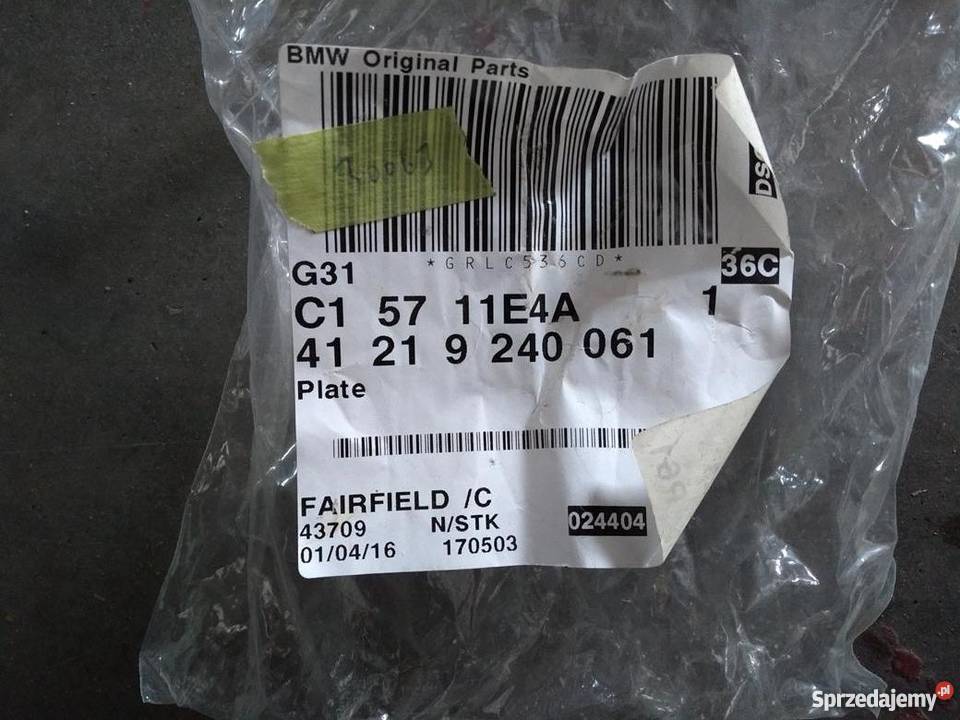 BMW Original Parts
DS
*GRLC536CD*
G31
36C
C1 57 11E4A 1
41 21 9 240 061
Plate
FAIRFIELD /C
43709 N/STK
024404
01/04/16 170503
Sprzedajemy.pl